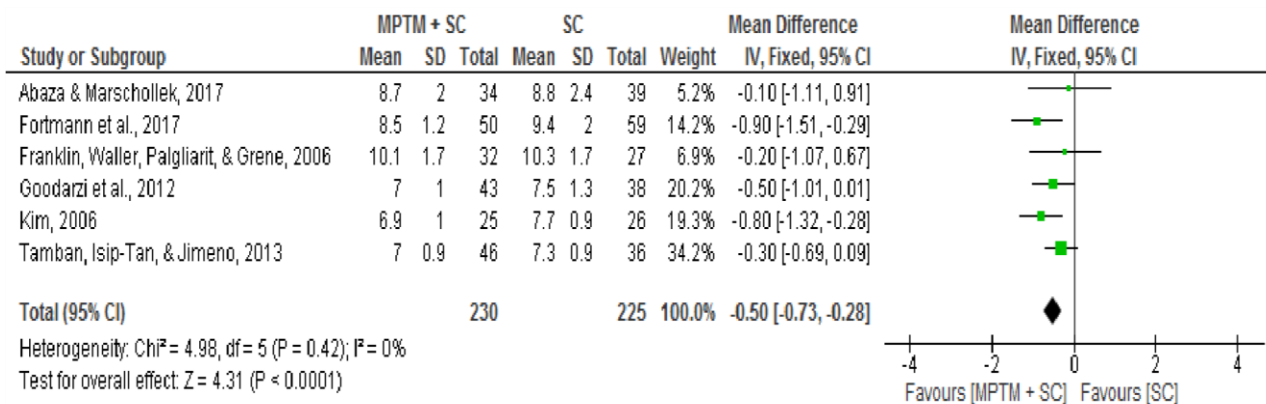 MPTM + SC SC Mean Difference Mean Difference
Study or Subgroup Mean SD Total Mean SD Total Weight IV, Fixed, 95% CI IV, Fixed, 95% CI
Abaza & Marschollek, 2017 8.7 2 34 8.8 2.4 39 5.2% -0.10 [-1.11, 0.91]
Fortmann et al., 2017 8.5 1.2 50 9.4 2 59 14.2% -0.90 [-1.51, -0.29]
Franklin, Waller, Palgliarit, & Grene, 2006 10.1 1.7 32 10.3 1.7 27 6.9% -0.20 [-1.07, 0.67]
Goodarzi et al., 2012 7 1 43 7.5 1.3 38 20.2% -0.50 [-1.01, 0.01]
Kim, 2006 6.9 1 25 7.7 0.9 26 19.3% -0.80 [-1.32, -0.28]
Tamban, Isip-Tan, & Jimeno, 2013 7 0.9 46 7.3 0.9 36 34.2% -0.30 [-0.69, 0.09]
Total (95% CI) 230 225 100.0% -0.50 [-0.73, -0.28]
Heterogeneity: Chi² = 4.98, df = 5 (P = 0.42); I² = 0%
Test for overall effect: Z = 4.31 (P < 0.0001)
-4 -2 0 2 4
Favours [MPTM + SC] Favours [SC]